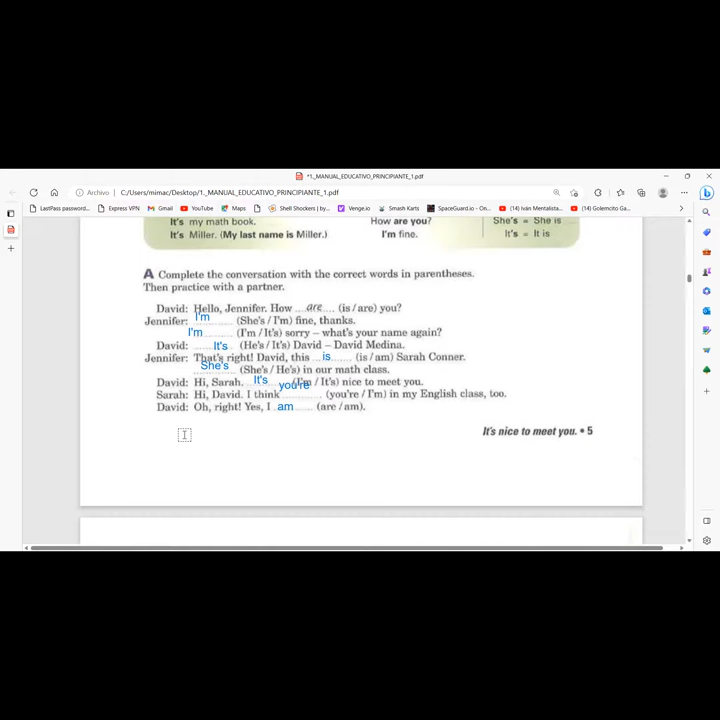 *1._MANUAL_EDUCATIVO_PRINCIPIANTE_1.pdf
Archivo | C:/Users/mimac/Desktop/1._MANUAL_EDUCATIVO_PRINCIPIANTE_1.pdf
LastPass password... Express VPN Gmail YouTube Maps Shell Shockers | by... Venge.io Smash Karts SpaceGuard.io - On... (14) Iván Mentalista... (14) Golemcito Ga...
It's my math book. How are you? She's = She is
It's Miller. (My last name is Miller.) I'm fine. It's = It is
A Complete the conversation with the correct words in parentheses.
Then practice with a partner.
David: Hello, Jennifer. How ...are.... (is / are) you?
Jennifer: I'm (She's / I'm) fine, thanks.
I'm (I'm / It's) sorry – what's your name again?
David: It's (He's / It's) David – David Medina.
Jennifer: That's right! David, this is (is / am) Sarah Conner.
She's (She's / He's) in our math class.
David: Hi, Sarah. It's (I'm / It's) nice to meet you.
Sarah: Hi, David. I think you're (you're / I'm) in my English class, too.
David: Oh, right! Yes, I am (are / am).
It's nice to meet you. • 5